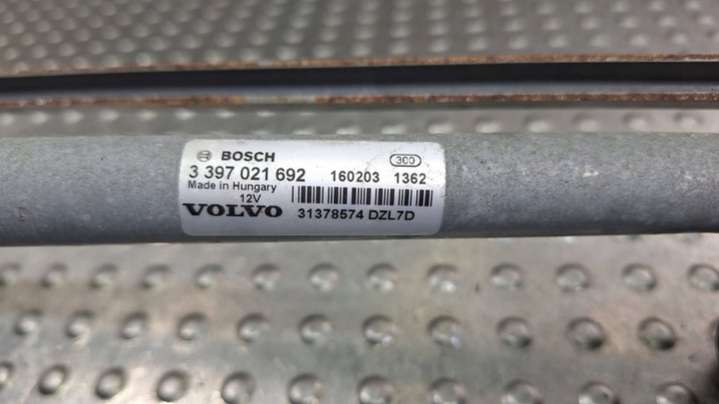 BOSCH 300
3 397 021 692 160203 1362
Made in Hungary
12V
VOLVO 31378574 DZL7D